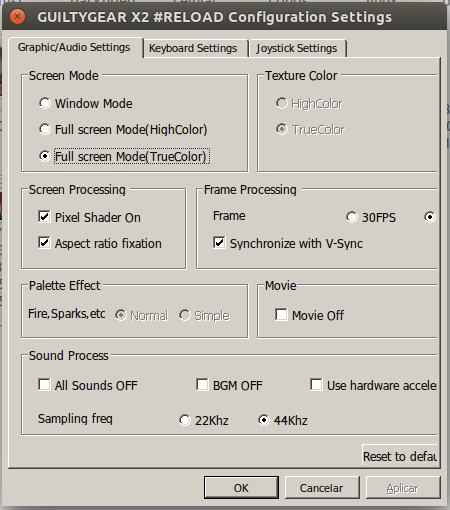 GUILTYGEAR X2 #RELOAD Configuration Settings
Graphic/Audio Settings Keyboard Settings Joystick Settings
Screen Mode Texture Color
Window Mode HighColor
Full screen Mode(HighColor) TrueColor
Full screen Mode(TrueColor)
Screen Processing Frame Processing
Pixel Shader On Frame 30FPS
Aspect ratio fixation Synchronize with V-Sync
Palette Effect Movie
Fire,Sparks,etc Normal Simple Movie Off
Sound Process
All Sounds OFF BGM OFF Use hardware acceler
Sampling freq 22Khz 44Khz
Reset to defau
OK Cancelar Aplicar